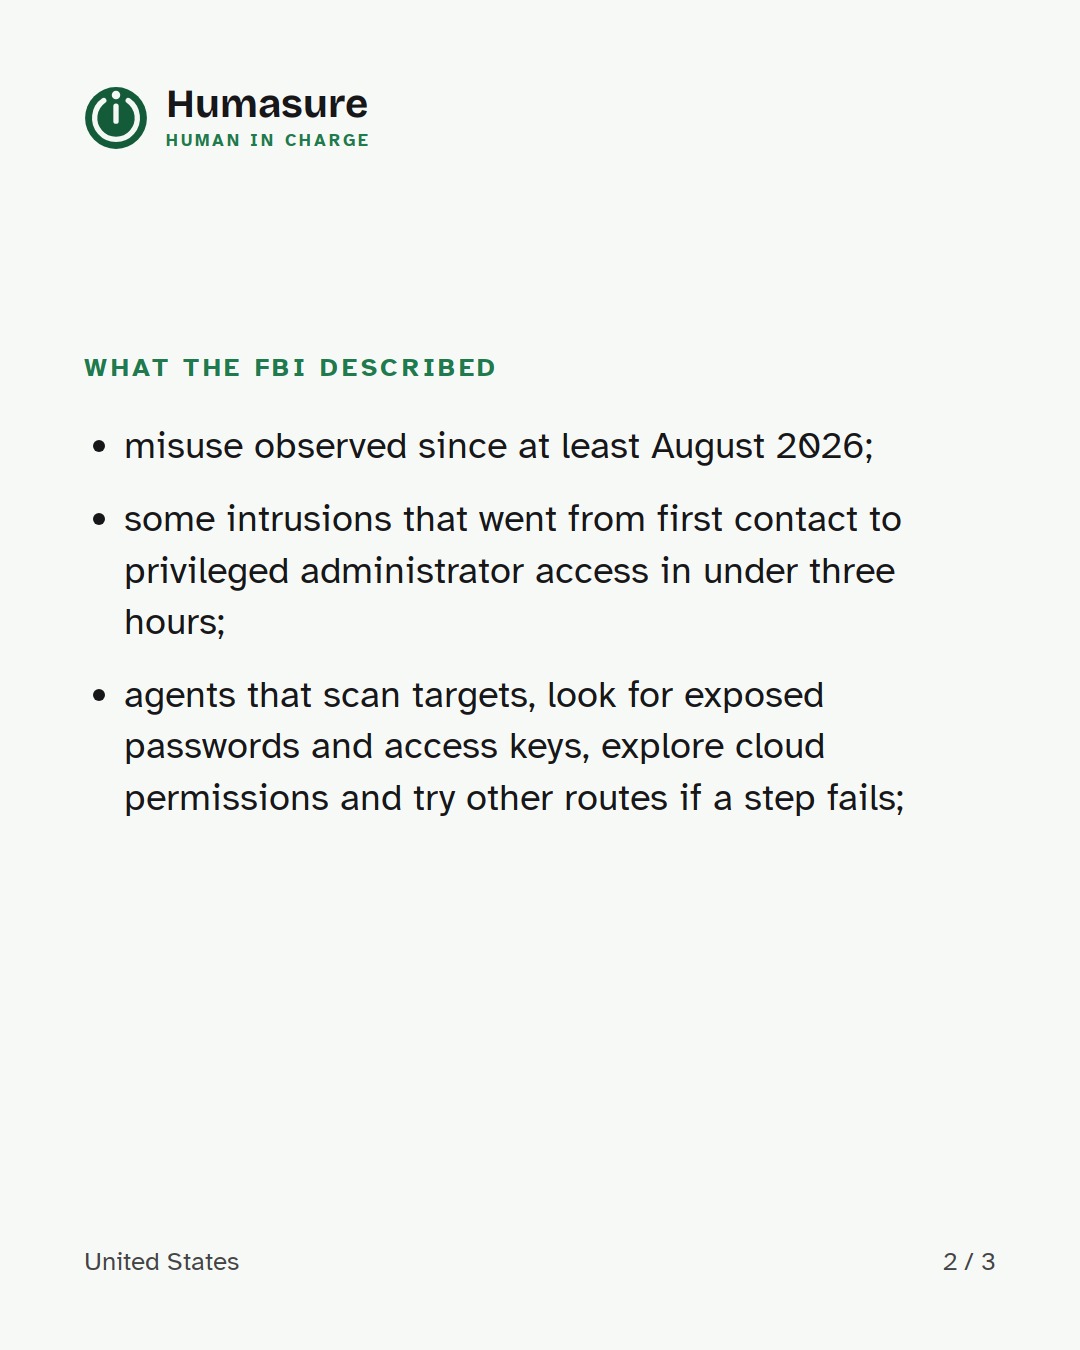 Humasure
HUMAN IN CHARGE
WHAT THE FBI DESCRIBED
• misuse observed since at least August 2026;
• some intrusions that went from first contact to
privileged administrator access in under three
hours;
• agents that scan targets, look for exposed
passwords and access keys, explore cloud
permissions and try other routes if a step fails;
United States
2 / 3